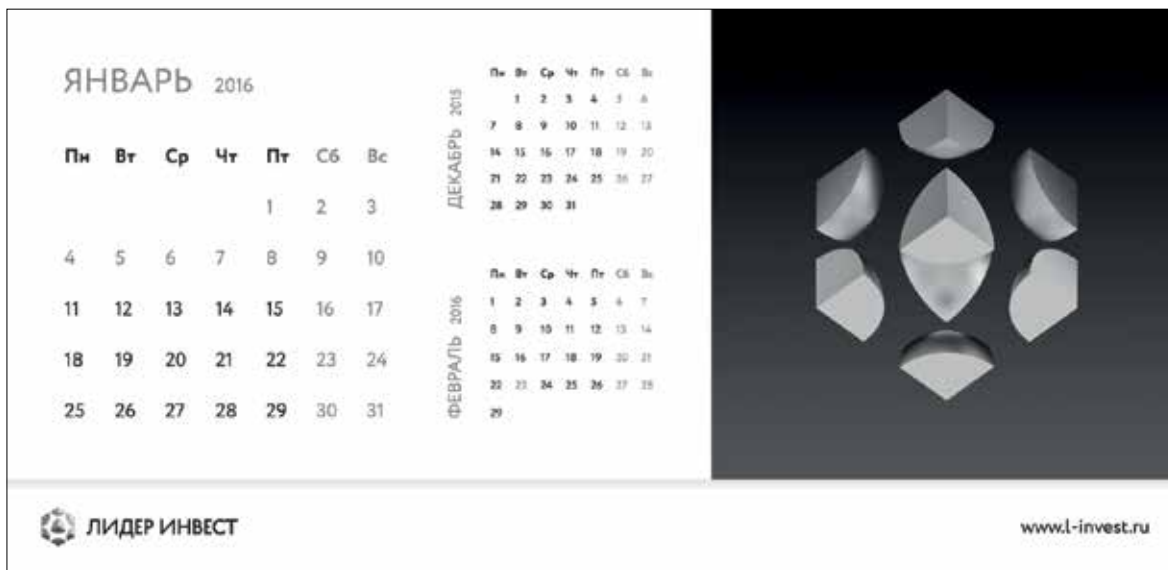 ЯНВАРЬ 2016
Пн Вт Ср Чт Пт Сб Вс
1 2 3
4 5 6 7 8 9 10
11 12 13 14 15 16 17
18 19 20 21 22 23 24
25 26 27 28 29 30 31
ДЕКАБРЬ 2015
Пн Вт Ср Чт Пт Сб Вс
1 2 3 4 5 6
7 8 9 10 11 12 13
14 15 16 17 18 19 20
21 22 23 24 25 26 27
28 29 30 31
ФЕВРАЛЬ 2016
Пн Вт Ср Чт Пт Сб Вс
1 2 3 4 5 6 7
8 9 10 11 12 13 14
15 16 17 18 19 20 21
22 23 24 25 26 27 28
29
ЛИДЕР ИНВЕСТ
www.l-invest.ru